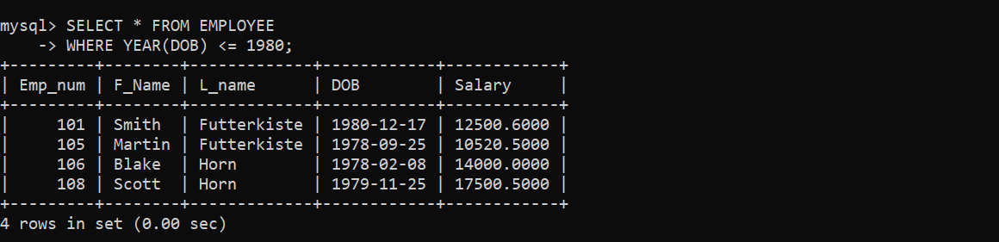 mysql> SELECT * FROM EMPLOYEE
    -> WHERE YEAR(DOB) <= 1980;
+---------+--------+-------------+------------+------------+
| Emp_num | F_Name | L_name      | DOB        | Salary     |
+---------+--------+-------------+------------+------------+
|     101 | Smith  | Futterkiste | 1980-12-17 | 12500.6000 |
|     105 | Martin | Futterkiste | 1978-09-25 | 10520.5000 |
|     106 | Blake  | Horn        | 1978-02-08 | 14000.0000 |
|     108 | Scott  | Horn        | 1979-11-25 | 17500.5000 |
+---------+--------+-------------+------------+------------+
4 rows in set (0.00 sec)